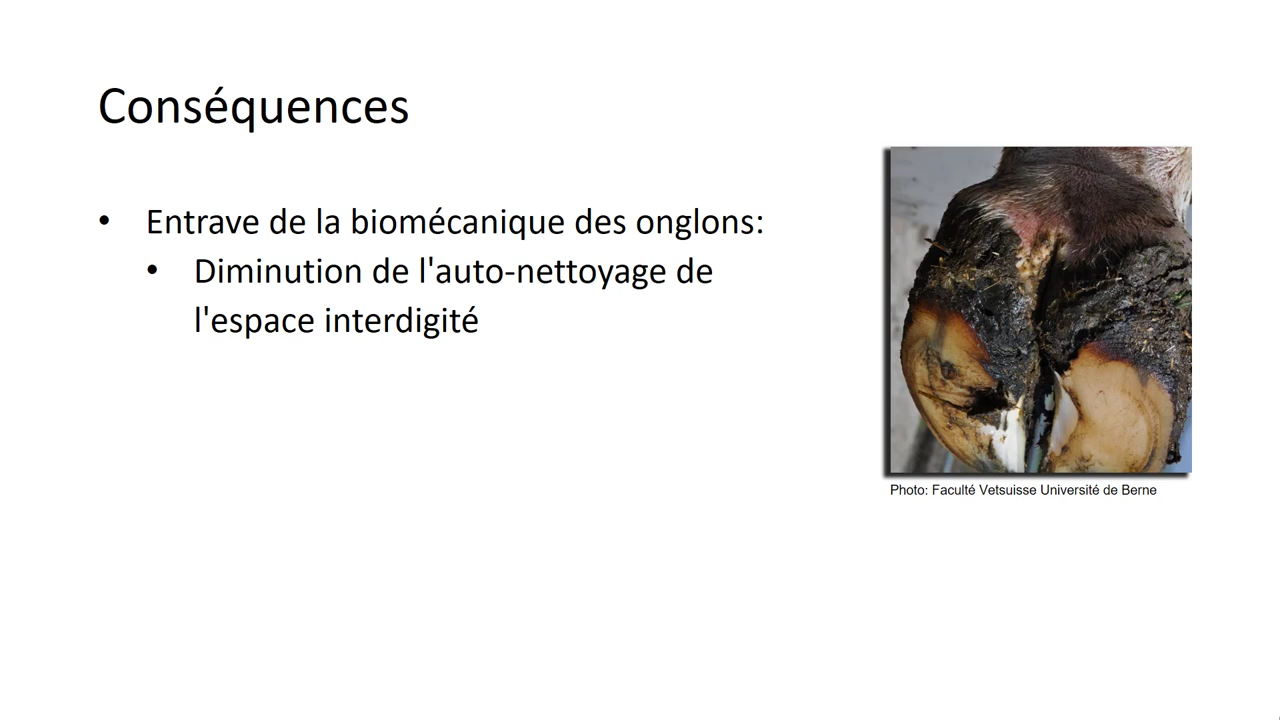 Conséquences
• Entrave de la biomécanique des onglons:
• Diminution de l'auto-nettoyage de
l'espace interdigité
Photo: Faculté Vetsuisse Université de Berne